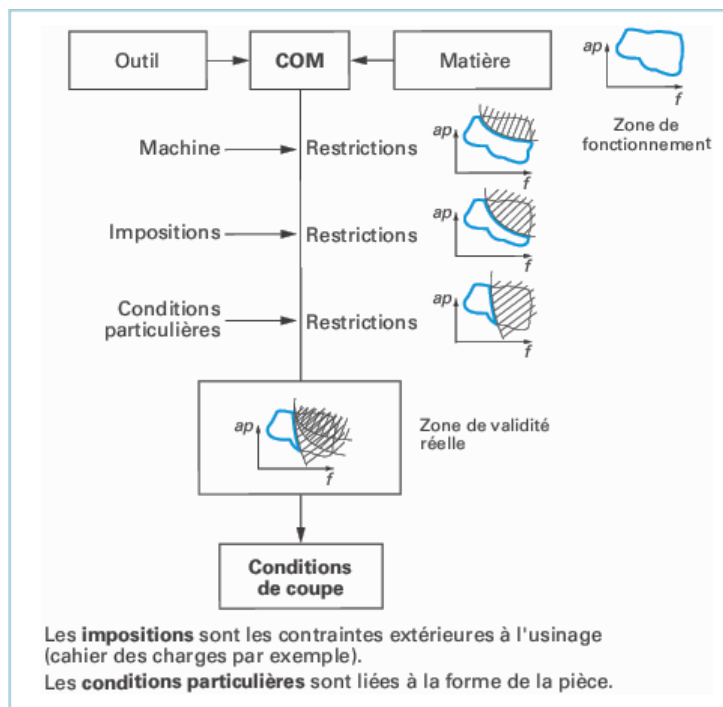 Outil
COM
Matière
ap
f
Zone de
fonctionnement
Machine
Restrictions
ap
f
Impositions
Restrictions
ap
f
Conditions
particulières
Restrictions
ap
f
ap
f
Zone de validité
réelle
Conditions
de coupe
Les impositions sont les contraintes extérieures à l'usinage
(cahier des charges par exemple).
Les conditions particulières sont liées à la forme de la pièce.